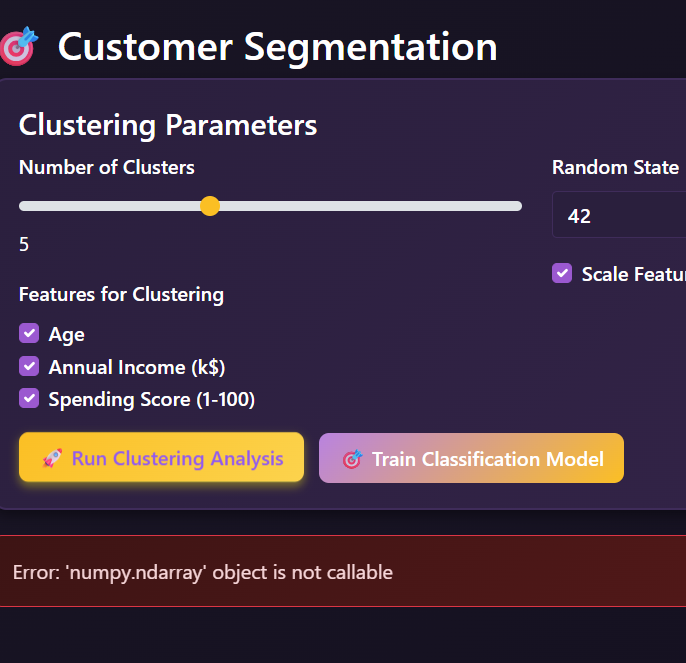 Customer Segmentation
Clustering Parameters
Number of Clusters
5
Features for Clustering
Age
Annual Income (k$)
Spending Score (1-100)
Random State
42
Scale
Run Clustering Analysis
Train Classification Model
Error: 'numpy.ndarray' object is not callable